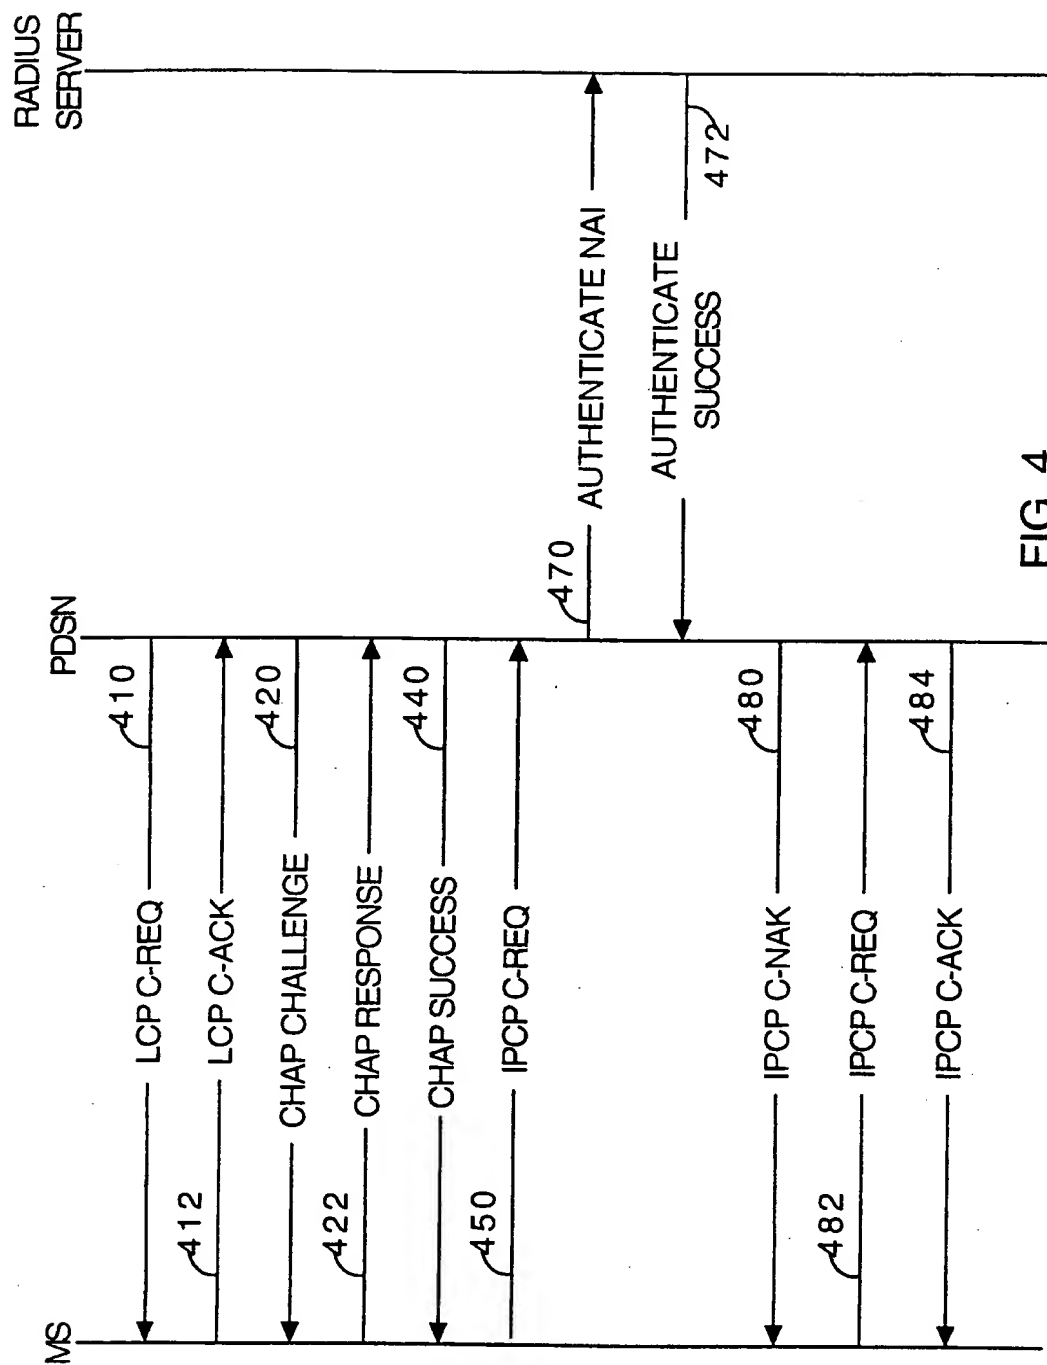 MS
PDSN
RADIUS
SERVER
410
LCP C-REQ
LCP C-ACK
412
420
CHAP CHALLENGE
CHAP RESPONSE
422
440
CHAP SUCCESS
IPCP C-REQ
450
470
AUTHENTICATE NAI
AUTHENTICATE
SUCCESS
472
480
IPCP C-NAK
IPCP C-REQ
482
484
IPCP C-ACK
FIG. 4